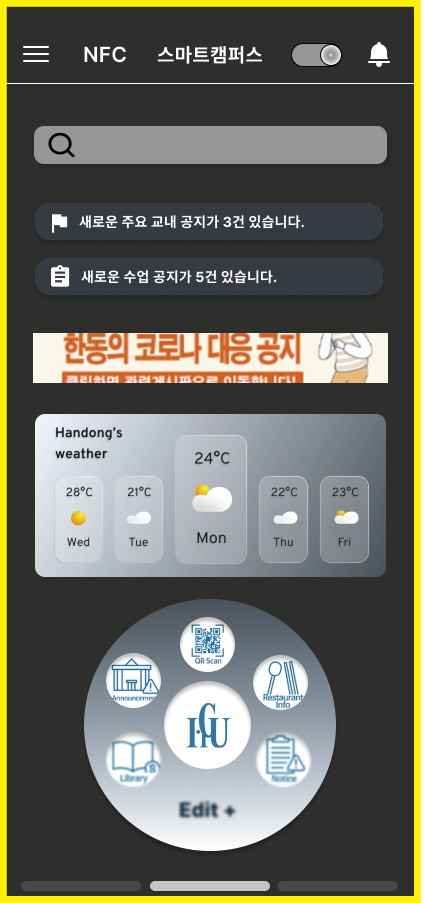 NFC 스마트캠퍼스
새로운 주요 교내 공지가 3건 있습니다.
새로운 수업 공지가 5건 있습니다.
한동의 코로나 대응 공지
클릭하면 관련게시판으로 이동합니다!
Handong's
weather
28°C
Wed
21°C
Tue
24°C
Mon
22°C
Thu
23°C
Fri
QR Scan
Announcemen
Restaurant
Info
HGU
Library
Notice
Edit +